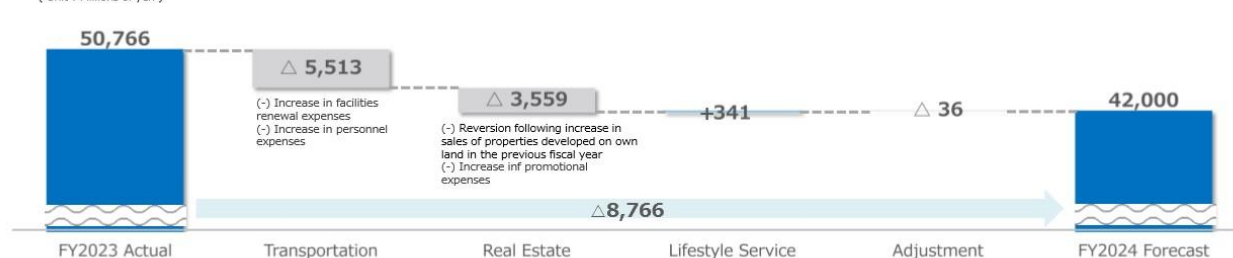 50,766
△ 5,513
(-) Increase in facilities
renewal expenses
(-) Increase in personnel
expenses
△ 3,559
(-) Reversion following increase in
sales of properties developed on own
land in the previous fiscal year
(-) Increase inf promotional
expenses
+341
△ 36
42,000
△8,766
FY2023 Actual
Transportation
Real Estate
Lifestyle Service
Adjustment
FY2024 Forecast